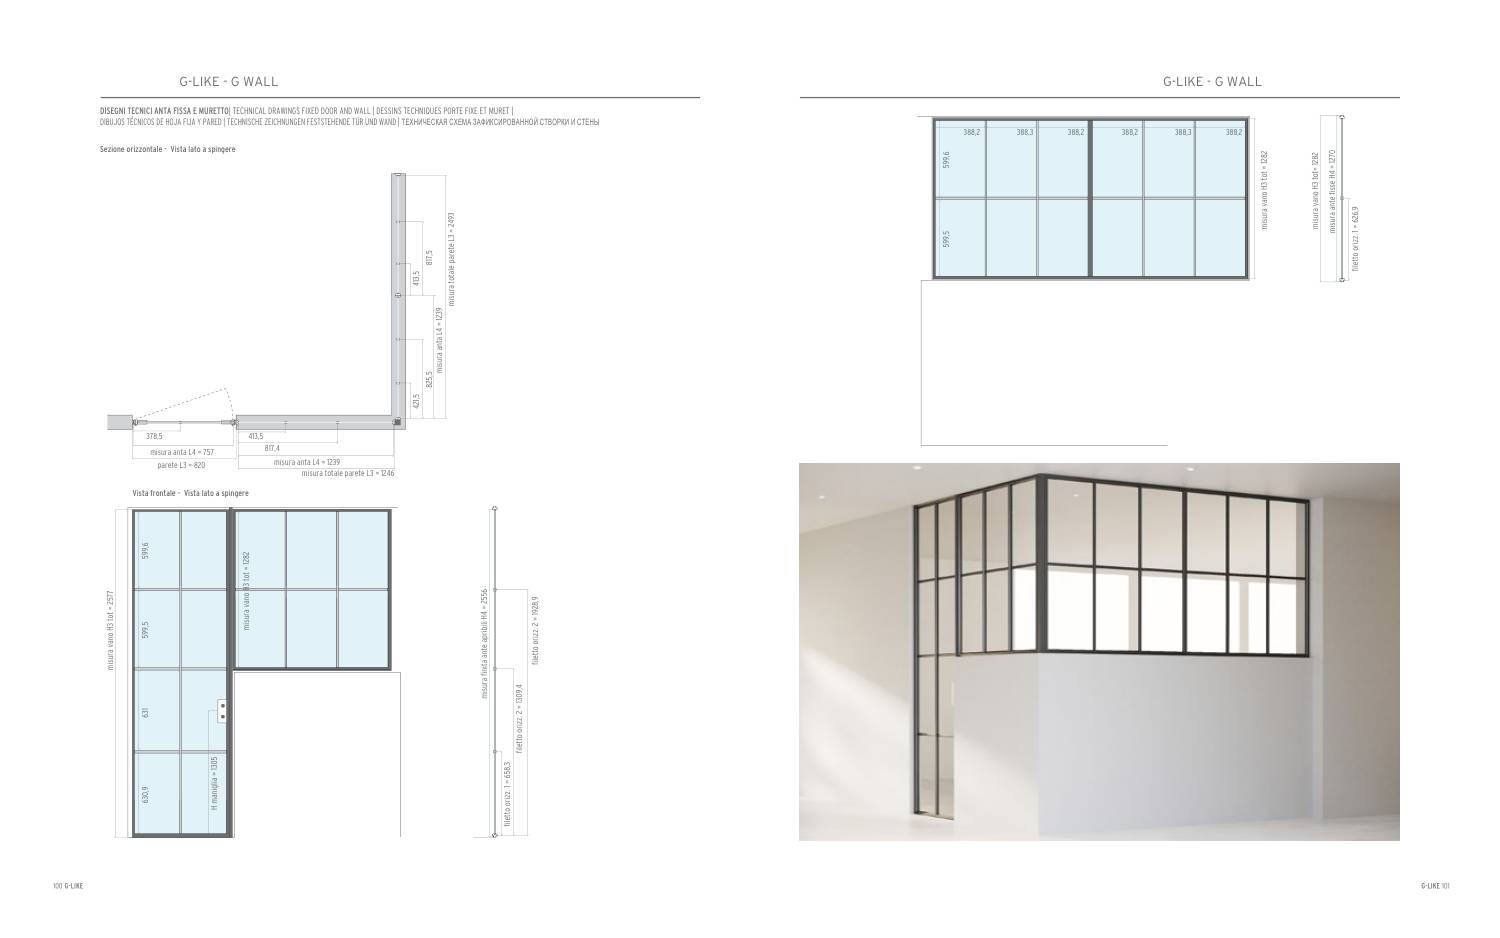 G-LIKE - G WALL
DISEGNI TECNICI ANTA FISSA E MURETTO| TECHNICAL DRAWINGS FIXED DOOR AND WALL | DESSINS TECHNIQUES PORTE FIXE ET MURET |
DIBUJOS TÉCNICOS DE HOJA FIJA Y PARED | TECHNISCHE ZEICHNUNGEN FESTSTEHENDE TÜR UND WAND | ТЕХНИЧЕСКАЯ СХЕМА ЗАФИКСИРОВАННОЙ СТВОРКИ И СТЕНЫ
Sezione orizzontale - Vista lato a spingere
413,5
817,5
misura totale parete L3 = 2493
misura anta L4 = 1239
421,5
825,5
378,5
misura anta L4 = 757
parete L3 = 820
413,5
817,4
misura anta L4 = 1239
misura totale parete L3 = 1246
Vista frontale - Vista lato a spingere
misura vano H3 tot = 2577
599,6
599,5
631
630,9
H maniglia = 1305
misura vano H3 tot = 1282
misura finita ante apribili H4 = 2556
filetto orizz. 1 = 658,3
filetto orizz. 2 = 1309,4
filetto orizz. 2 = 1928,9
100 G-LIKE
G-LIKE - G WALL
388,2
388,3
388,2
388,2
388,3
388,2
599,6
599,5
misura vano H3 tot = 1282
misura vano H3 tot= 1282
misura ante fisse H4 = 1270
filetto orizz. 1 = 626,9
G-LIKE 101